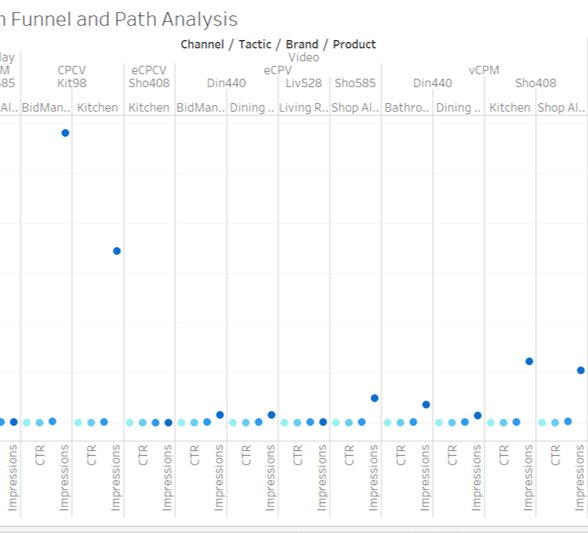 n Funnel and Path Analysis
Channel / Tactic / Brand / Product
lay Video
M CPCV eCPCV eCPV vCPM
585 Kit98 Sho408 Din440 Liv528 Sho585 Din440 Sho408
Al.. BidMan.. Kitchen Kitchen BidMan.. Dining .. Living R.. Shop Al.. Bathro.. Dining .. Kitchen Shop Al..
Impressions CTR Impressions CTR Impressions CTR Impressions CTR Impressions CTR Impressions CTR Impressions CTR Impressions CTR Impressions CTR Impressions CTR Impressions CTR Impressions